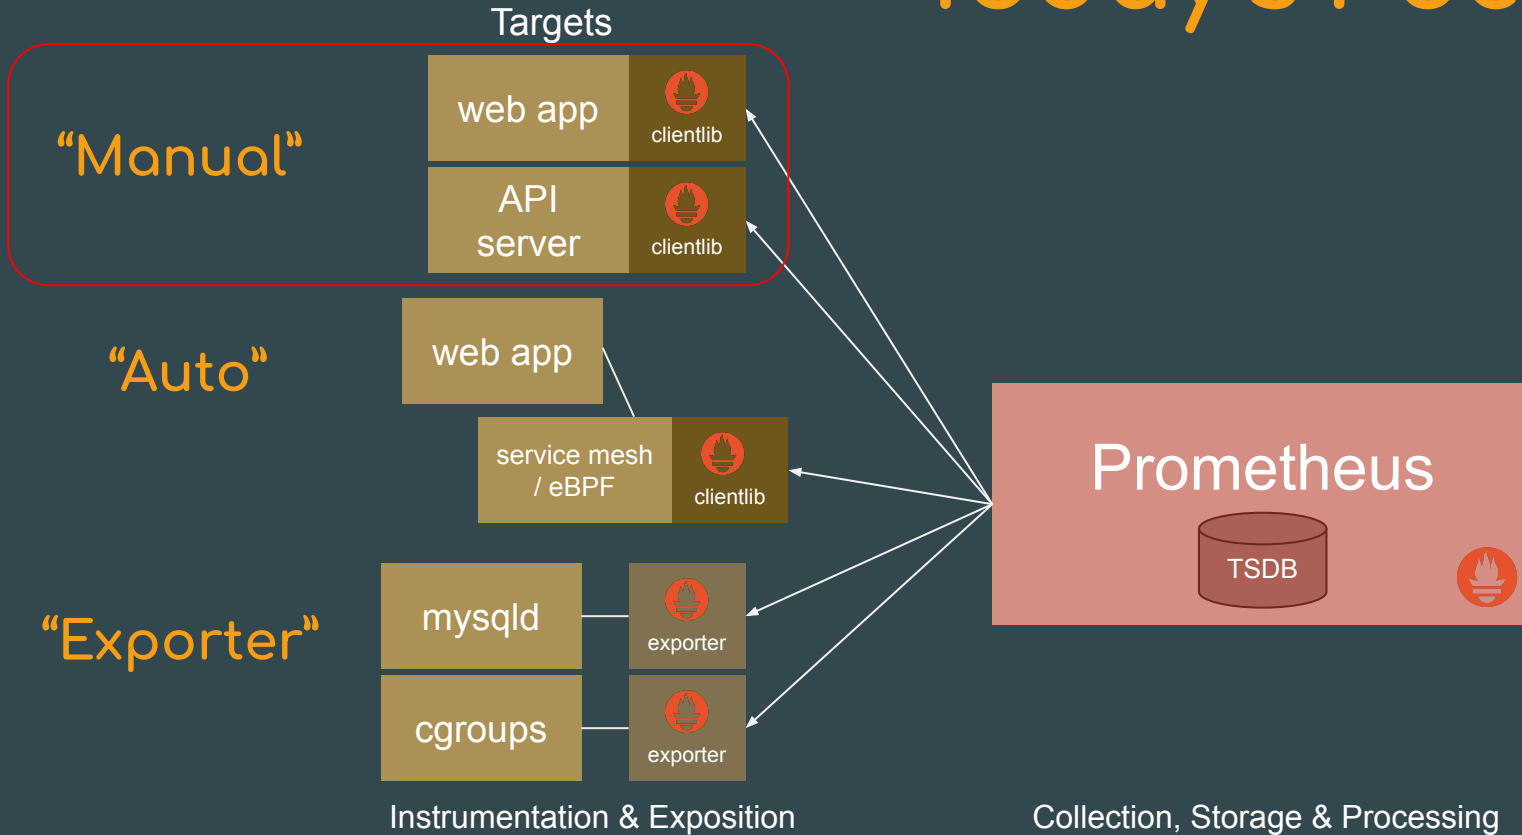 Targets
“Manual”
web app
clientlib
API
server
clientlib
“Auto”
web app
service mesh
/ eBPF
clientlib
“Exporter”
mysqld
exporter
cgroups
exporter
Prometheus
TSDB
Instrumentation & Exposition
Collection, Storage & Processing